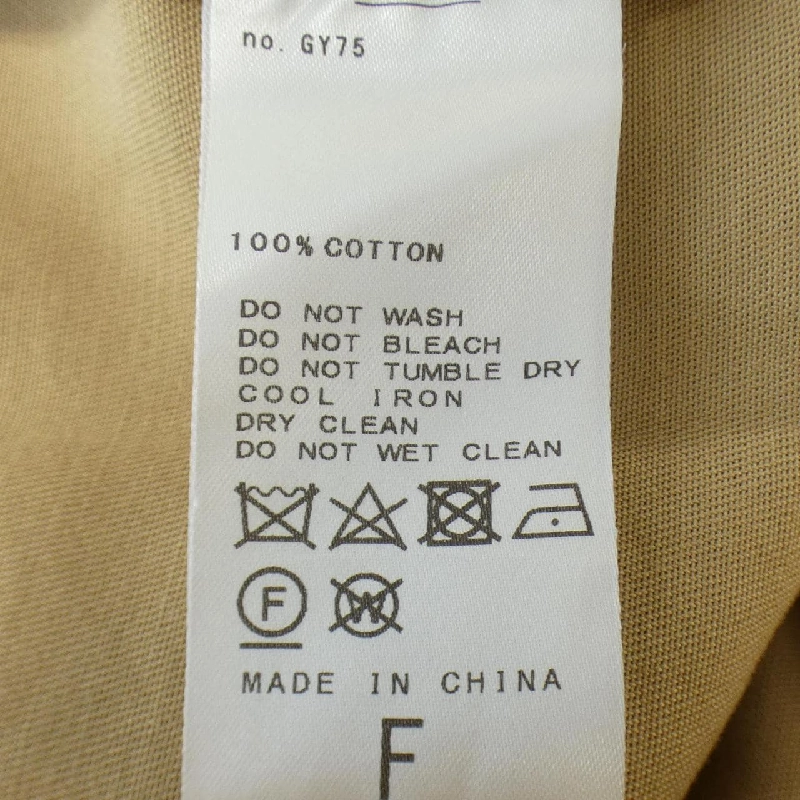 no. GY75
100% COTTON
DO NOT WASH
DO NOT BLEACH
DO NOT TUMBLE DRY
COOL IRON
DRY CLEAN
DO NOT WET CLEAN
F W
MADE IN CHINA
F